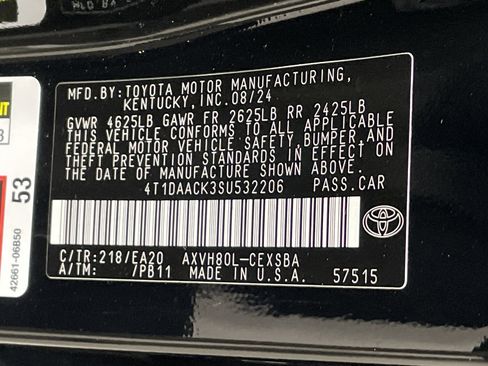 MFD.BY:TOYOTA MOTOR MANUFACTURING,
KENTUCKY, INC.08/24
GVWR 4625LB GAWR FR 2625LB RR 2425LB
THIS VEHICLE CONFORMS TO ALL APPLICABLE
FEDERAL MOTOR VEHICLE SAFETY,BUMPER,AND
THEFT PREVENTION STANDARDS IN EFFECT ON
THE DATE OF MANUFACTURE SHOWN ABOVE.
4T1DAACK3SU532206 PASS.CAR
C/TR:218/EA20 AXVH80L-CEXSBA
A/TM: /PB11 MADE IN U.S.A. 57515
53
42661-06B50